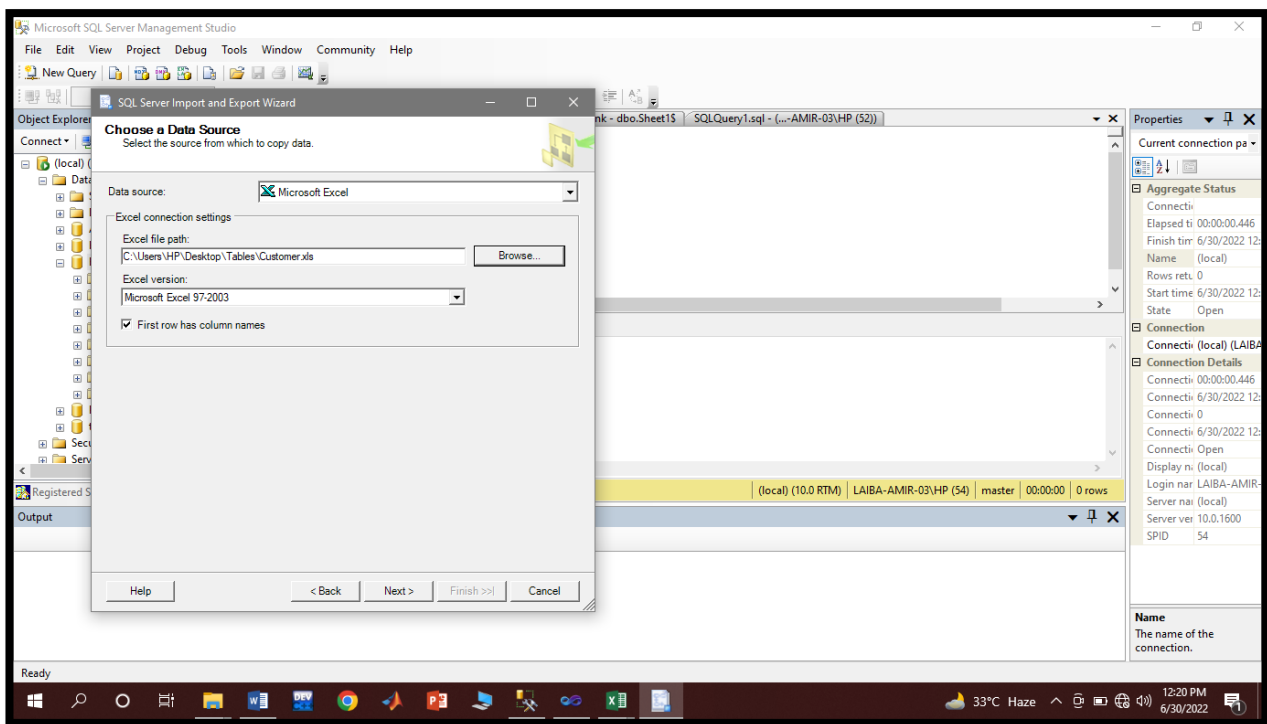 Microsoft SQL Server Management Studio
File Edit View Project Debug Tools Window Community Help
New Query
SQL Server Import and Export Wizard
Object Explorer
Connect
(local) (
Data
Secu
Serv
Registered S
Choose a Data Source
Select the source from which to copy data.
Data source: Microsoft Excel
Excel connection settings
Excel file path:
C:\Users\HP\Desktop\Tables\Customer.xls Browse...
Excel version:
Microsoft Excel 97-2003
First row has column names
Help < Back Next > Finish >>| Cancel
nk - dbo.Sheet1$ SQLQuery1.sql - (...-AMIR-03\HP (52))
(local) (10.0 RTM) LAIBA-AMIR-03\HP (54) master 00:00:00 0 rows
Output
Properties
Current connection pa
Aggregate Status
Connecti
Elapsed ti 00:00:00.446
Finish tim 6/30/2022 12:
Name (local)
Rows retu 0
Start time 6/30/2022 12:
State Open
Connection
Connecti (local) (LAIBA
Connection Details
Connecti 00:00:00.446
Connecti 6/30/2022 12:
Connecti 0
Connecti 6/30/2022 12:
Connecti Open
Display na (local)
Login nar LAIBA-AMIR-
Server nai (local)
Server ver 10.0.1600
SPID 54
Name
The name of the
connection.
Ready
33°C Haze 12:20 PM
6/30/2022